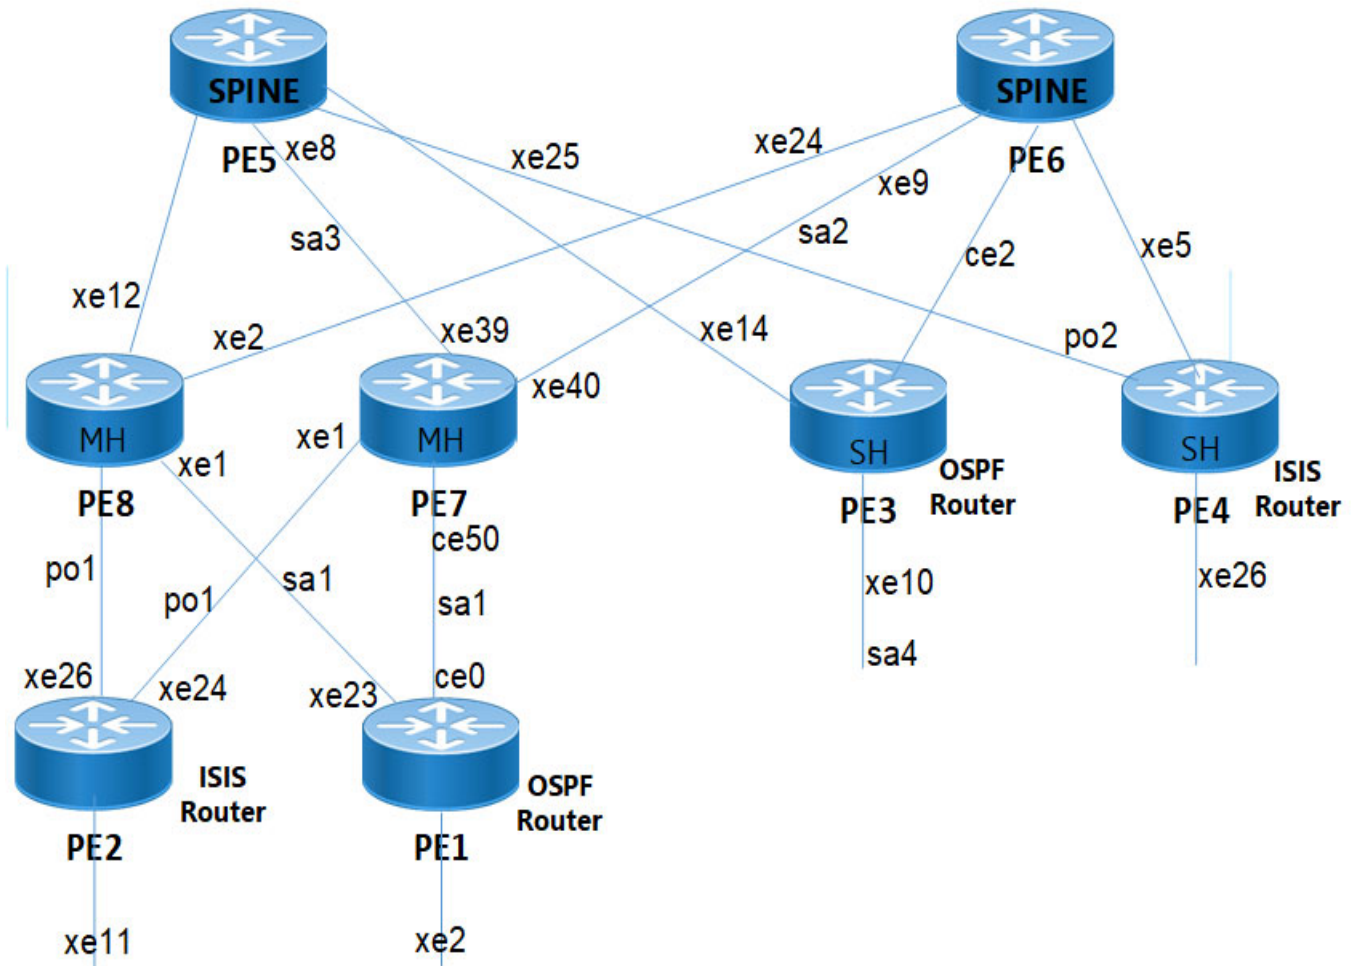 SPINE
SPINE
PE5
xe8
xe25
xe24
PE6
xe9
sa3
sa2
ce2
xe5
xe12
xe2
xe39
xe14
po2
xe40
MH
xe1
MH
SH
OSPF
Router
SH
ISIS
Router
xe1
PE8
PE7
PE3
PE4
ce50
po1
sa1
po1
sa1
xe10
xe26
sa4
xe26
xe24
xe23
ce0
ISIS
Router
OSPF
Router
PE2
PE1
xe11
xe2